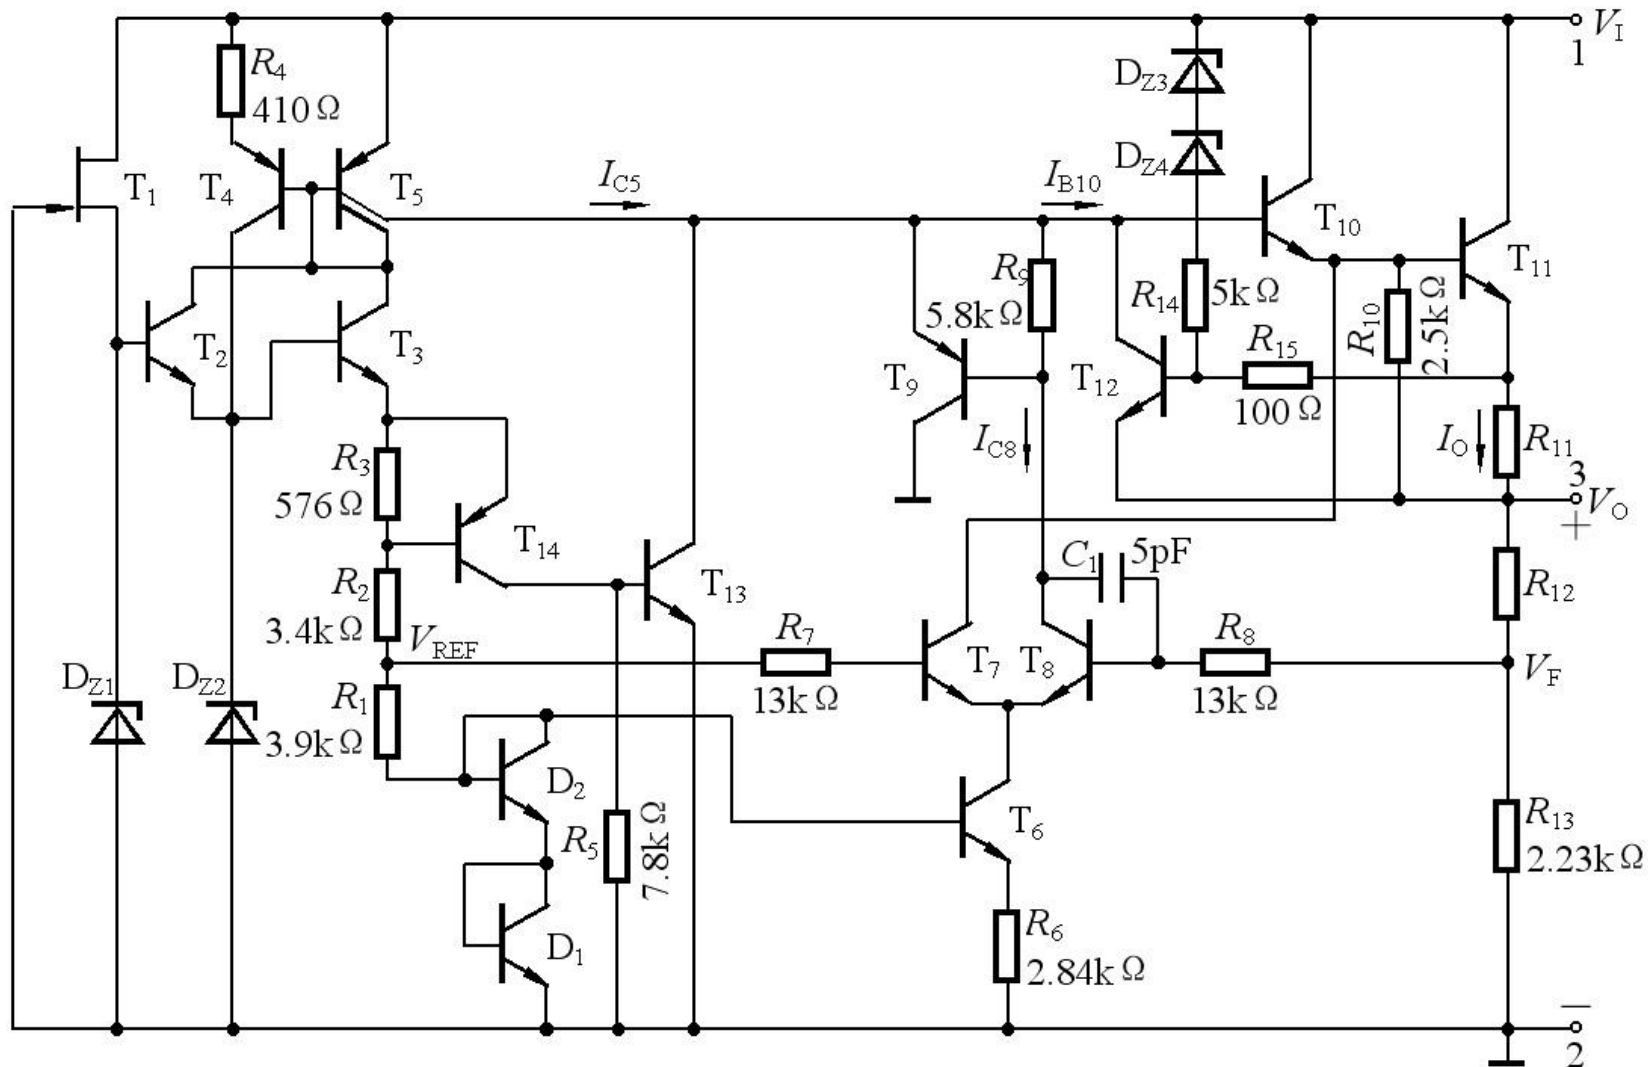 V_I
1
R_4
410 Ω
D_Z3
D_Z4
T_1
T_4
T_5
I_C5
I_B10
T_10
T_11
R_9
5.8k Ω
R_14
5k Ω
R_10
2.5k Ω
T_2
T_3
T_9
T_12
R_15
100 Ω
I_C8
I_O
R_11
3
V_O
+
R_3
576 Ω
T_14
C_1
5pF
R_2
3.4k Ω
T_13
R_12
V_REF
R_7
13k Ω
T_7
T_8
R_8
13k Ω
V_F
D_Z1
D_Z2
R_1
3.9k Ω
D_2
R_5
7.8k Ω
T_6
R_13
2.23k Ω
D_1
R_6
2.84k Ω
—
2